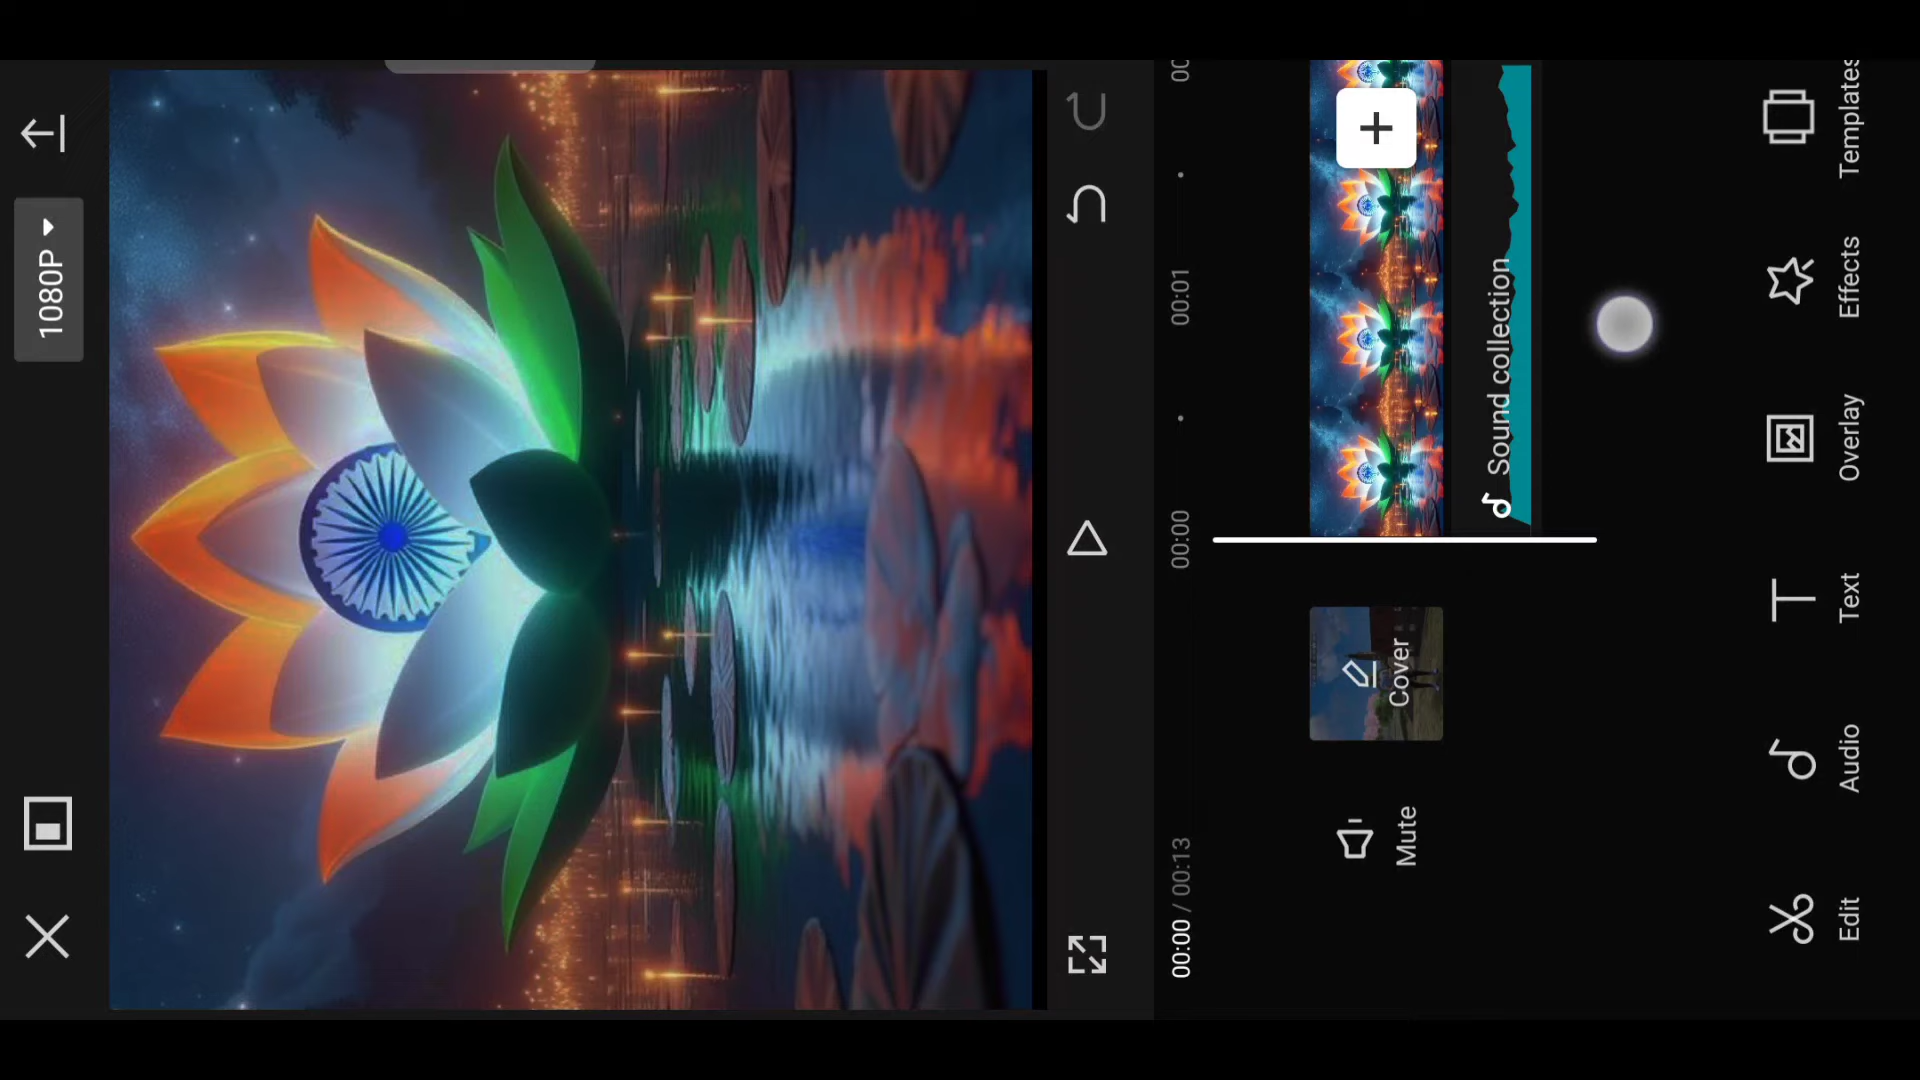 1080P
00:00 / 00:13
00:00
00:01
00
Mute
Cover
Sound collection
Edit
Audio
Text
Overlay
Effects
Templates